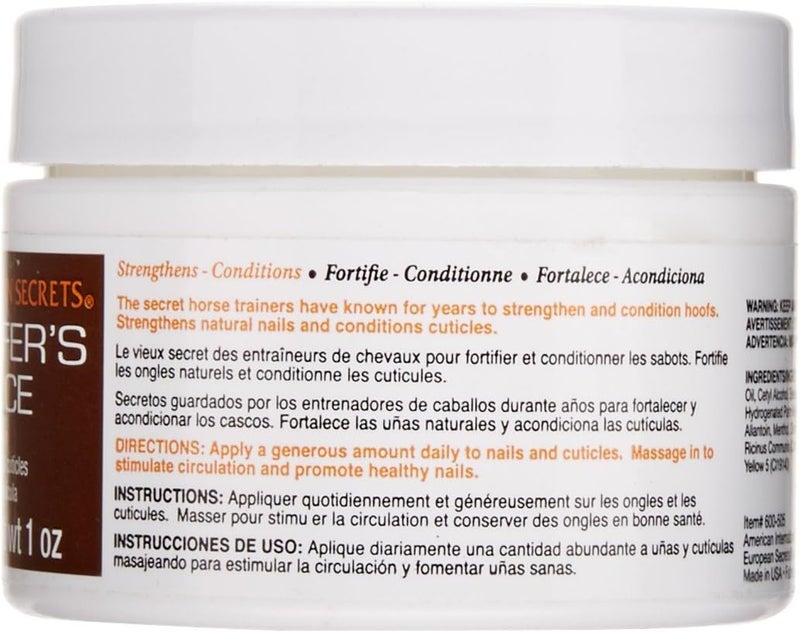 Strengthens - Conditions • Fortifie - Conditionne • Fortalece - Acondiciona
The secret horse trainers have known for years to strengthen and condition hoofs.
Strengthens natural nails and conditions cuticles.
Le vieux secret des entraîneurs de chevaux pour fortifier et conditionner les sabots. Fortifie
les ongles naturels et conditionne les cuticules.
Secretos guardados por los entrenadores de caballos durante años para fortalecer y
acondicionar los cascos. Fortalece las uñas naturales y acondiciona las cutículas.
DIRECTIONS: Apply a generous amount daily to nails and cuticles. Massage in to
stimulate circulation and promote healthy nails.
INSTRUCTIONS: Appliquer quotidiennement et généreusement sur les ongles et les
cuticules. Masser pour stimu er la circulation et conserver des ongles en bonne santé.
INSTRUCCIONES DE USO: Aplique diariamente una cantidad abundante a uñas y cutículas
masajeando para estimular la circulación y fomentar uñas sanas.
N SECRETS®
ER'S
CE
wt 1 oz
WARNING: KEEP
AVERTISSEMENT
ADVERTENCIA:
INGREDIENTS
Oil, Cetyl Alcohol,
Hydrogenated
Allantoin, Menthol,
Ricinus Communis
Yellow 5 (CI 19140)
Item# 600-505
American
European Secrets
Made in USA •